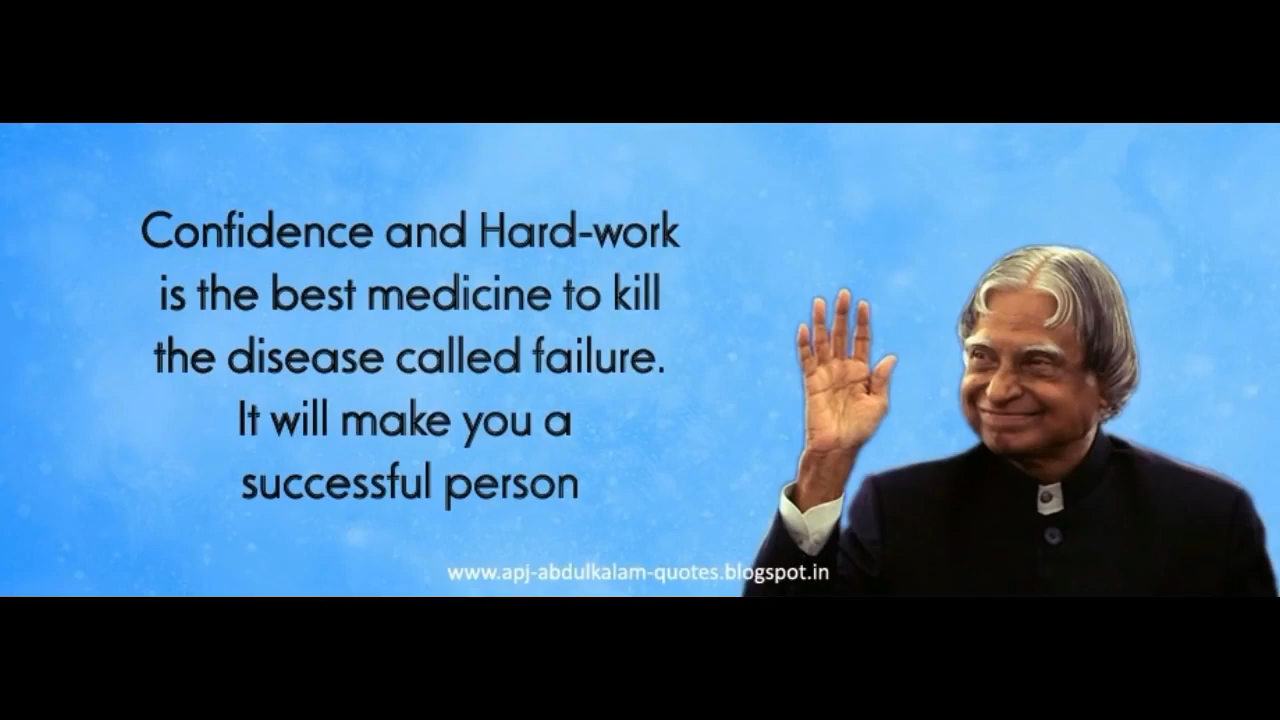 Confidence and Hard-work
is the best medicine to kill
the disease called failure.
It will make you a
successful person
www.apj-abdulkalam-quotes.blogspot.in